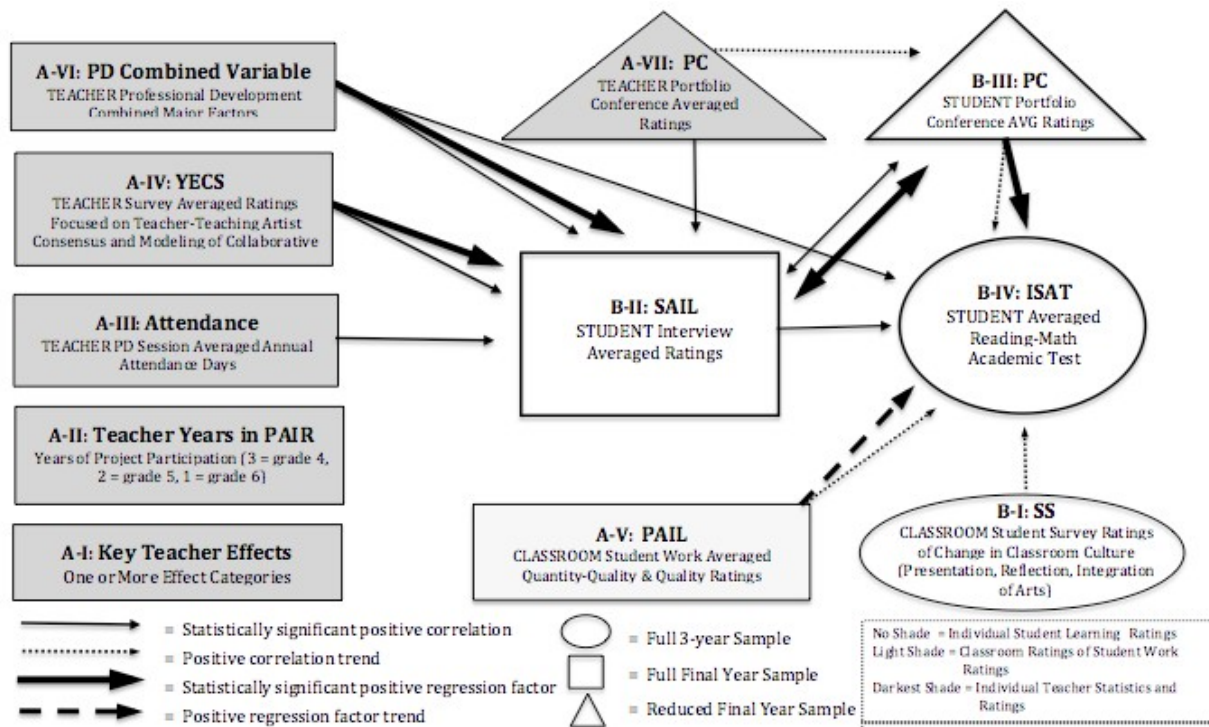 A-VI: PD Combined Variable
TEACHER Professional Development
Combined Major Factors
A-VII: PC
TEACHER Portfolio
Conference Averaged
Ratings
B-III: PC
STUDENT Portfolio
Conference AVG Ratings
A-IV: YECS
TEACHER Survey Averaged Ratings
Focused on Teacher-Teaching Artist
Consensus and Modeling of Collaborative
A-III: Attendance
TEACHER PD Session Averaged Annual
Attendance Days
B-II: SAIL
STUDENT Interview
Averaged Ratings
B-IV: ISAT
STUDENT Averaged
Reading-Math
Academic Test
A-II: Teacher Years in PAIR
Years of Project Participation (3 = grade 4,
2 = grade 5, 1 = grade 6)
A-I: Key Teacher Effects
One or More Effect Categories
A-V: PAIL
CLASSROOM Student Work Averaged
Quantity-Quality & Quality Ratings
B-I: SS
CLASSROOM Student Survey Ratings
of Change in Classroom Culture
(Presentation, Reflection, Integration
of Arts)
= Statistically significant positive correlation
= Positive correlation trend
= Statistically significant positive regression factor
= Positive regression factor trend
= Full 3-year Sample
= Full Final Year Sample
= Reduced Final Year Sample
No Shade = Individual Student Learning Ratings
Light Shade = Classroom Ratings of Student Work
Ratings
Darkest Shade = Individual Teacher Statistics and
Ratings